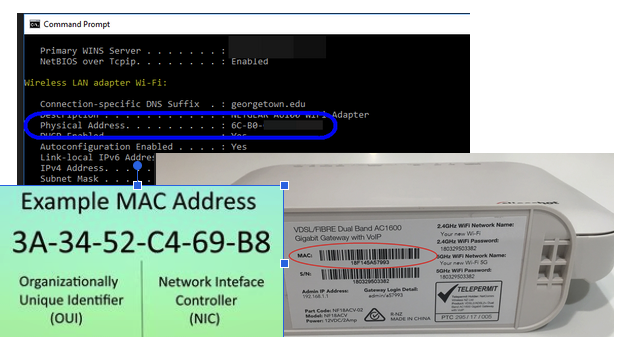 Command Prompt
Primary WINS Server . . . . . . . :
NetBIOS over Tcpip. . . . . . . . : Enabled
Wireless LAN adapter Wi-Fi:
Connection-specific DNS Suffix  . : georgetown.edu
Description . . . . . . . . . . . : NETGEAR A6100 WiFi Adapter
Physical Address. . . . . . . . . : 6C-B0-
DHCP Enabled. . . . . . . . . . . : Yes
Autoconfiguration Enabled . . . . : Yes
Link-local IPv6 Addre
IPv4 Address. . . .
Subnet Mask . . . .
Example MAC Address
3A-34-52-C4-69-B8
Organizationally
Unique Identifier
(OUI)
Network Inteface
Controller
(NIC)
VDSL/FIBRE Dual Band AC1600
Gigabit Gateway with VoIP
MAC:
18F145A57993
S/N:
180329503382
Admin IP Address:
192.168.1.1
Gateway Login Detail:
admin/a57993
Part Code: NF18ACV-02
Model: NF18ACV
Power: 12VDC/2Amp
R-NZ
MADE IN CHINA
2.4GHz WiFi Network Name:
Your new Wi-Fi
2.4GHz WiFi Password:
180329503382
5GHz WiFi Network Name:
Your new Wi-Fi 5G
5GHz WiFi Password:
180329503382
TELEPERMIT
PTC 295/17/005